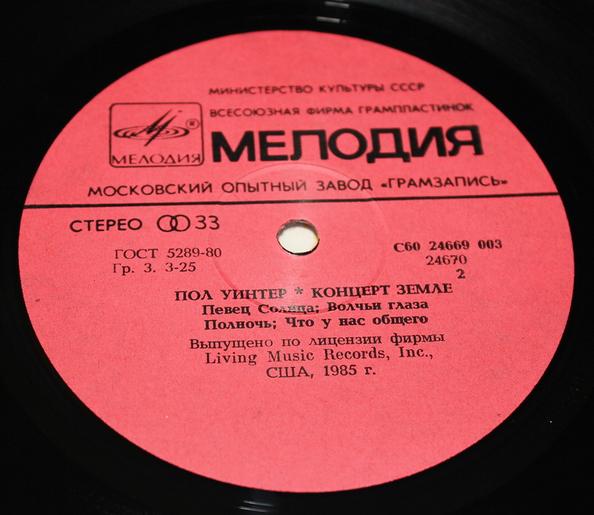 МИНИСТЕРСТВО КУЛЬТУРЫ СССР
ВСЕСОЮЗНАЯ ФИРМА ГРАМПЛАСТИНОК
®
МЕЛОДИЯ
МЕЛОДИЯ
МОСКОВСКИЙ ОПЫТНЫЙ ЗАВОД «ГРАМЗАПИСЬ»
СТЕРЕО 33
ГОСТ 5289-80
Гр. 3. 3-25
С60 24669 003
24670
2
ПОЛ УИНТЕР * КОНЦЕРТ ЗЕМЛЕ
Певец Солнца; Волчьи глаза
Полночь; Что у нас общего
Выпущено по лицензии фирмы
Living Music Records, Inc.,
США, 1985 г.